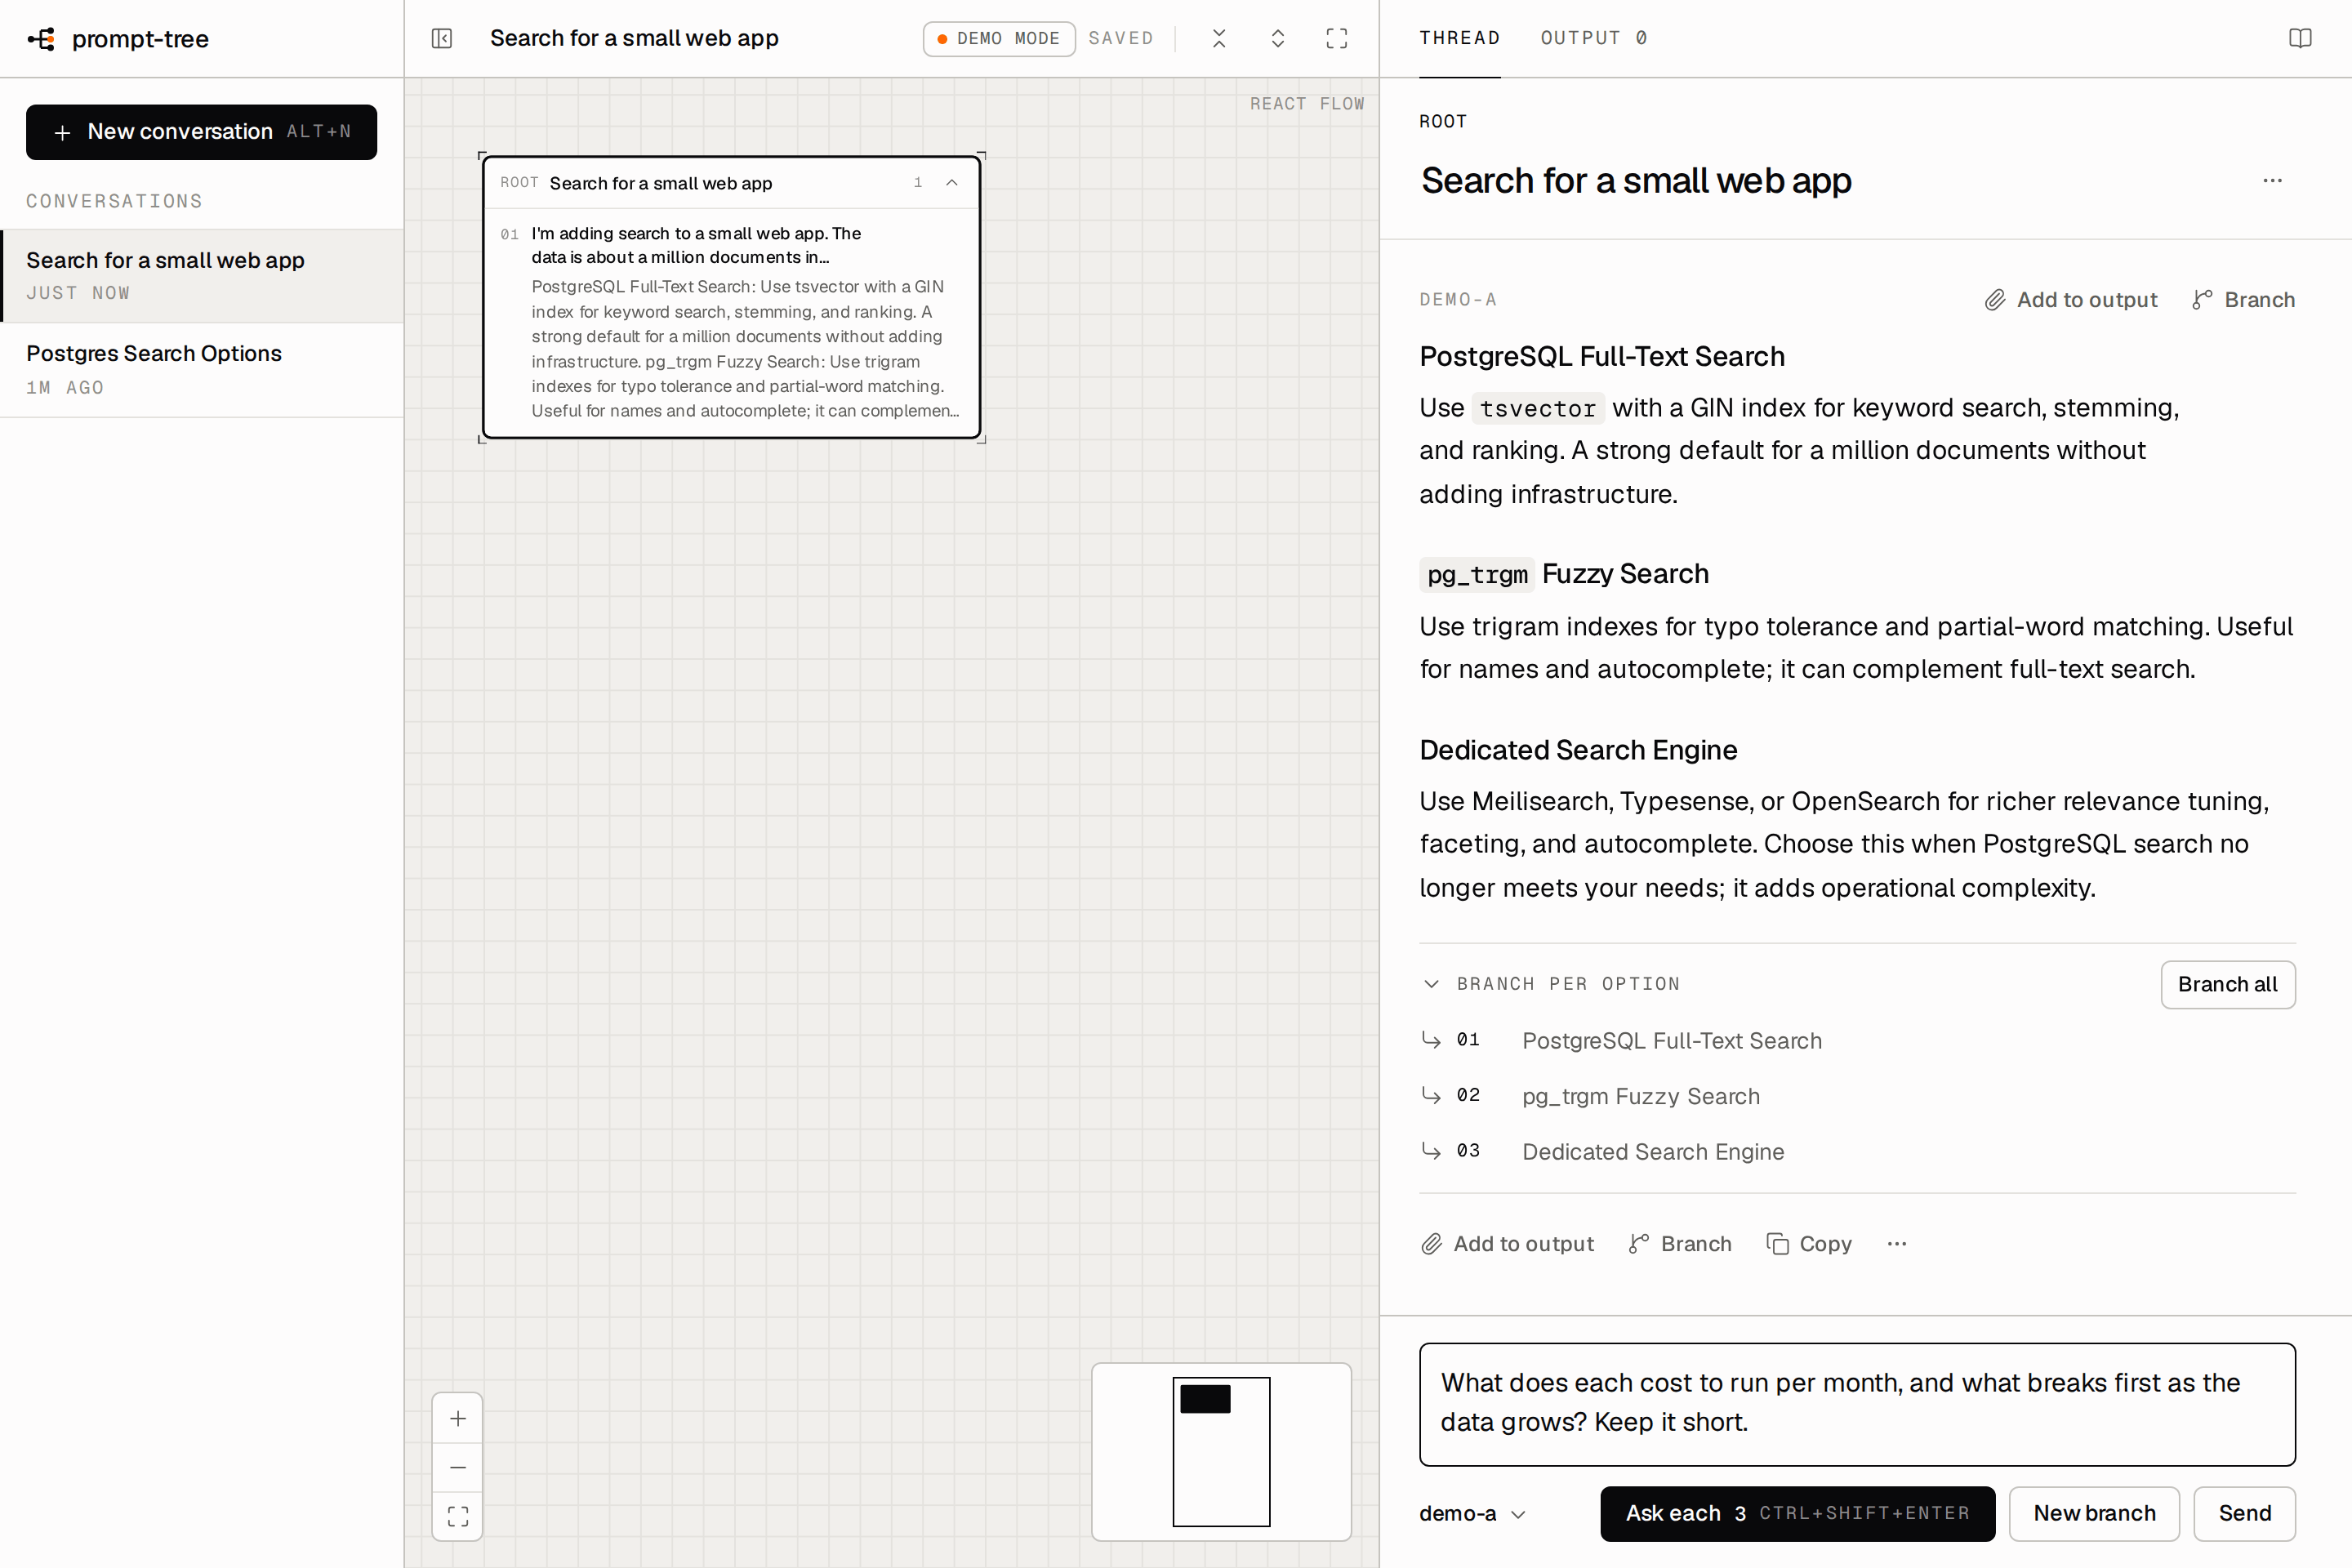 prompt-tree
New conversation ALT+N
CONVERSATIONS
Search for a small web app
JUST NOW
Postgres Search Options
1M AGO
Search for a small web app
DEMO MODE
SAVED
REACT FLOW
ROOT Search for a small web app 1
01 I'm adding search to a small web app. The
data is about a million documents in...
PostgreSQL Full-Text Search: Use tsvector with a GIN
index for keyword search, stemming, and ranking. A
strong default for a million documents without adding
infrastructure. pg_trgm Fuzzy Search: Use trigram
indexes for typo tolerance and partial-word matching.
Useful for names and autocomplete; it can complemen...
THREAD
OUTPUT 0
ROOT
Search for a small web app
DEMO-A
Add to output
Branch
PostgreSQL Full-Text Search
Use tsvector with a GIN index for keyword search, stemming,
and ranking. A strong default for a million documents without
adding infrastructure.
pg_trgm Fuzzy Search
Use trigram indexes for typo tolerance and partial-word matching. Useful
for names and autocomplete; it can complement full-text search.
Dedicated Search Engine
Use Meilisearch, Typesense, or OpenSearch for richer relevance tuning,
faceting, and autocomplete. Choose this when PostgreSQL search no
longer meets your needs; it adds operational complexity.
BRANCH PER OPTION
Branch all
01 PostgreSQL Full-Text Search
02 pg_trgm Fuzzy Search
03 Dedicated Search Engine
Add to output
Branch
Copy
What does each cost to run per month, and what breaks first as the
data grows? Keep it short.
demo-a
Ask each 3 CTRL+SHIFT+ENTER
New branch
Send